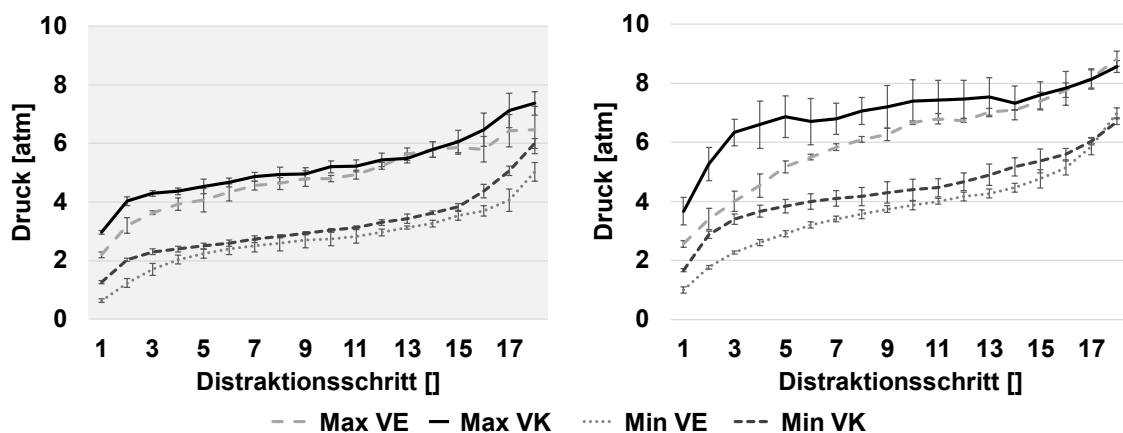 10
8
6
4
2
0
Druck [atm]
1 3 5 7 9 11 13 15 17
Distraktionsschritt []
10
8
6
4
2
0
Druck [atm]
1 3 5 7 9 11 13 15 17
Distraktionsschritt []
Max VE Max VK Min VE Min VK